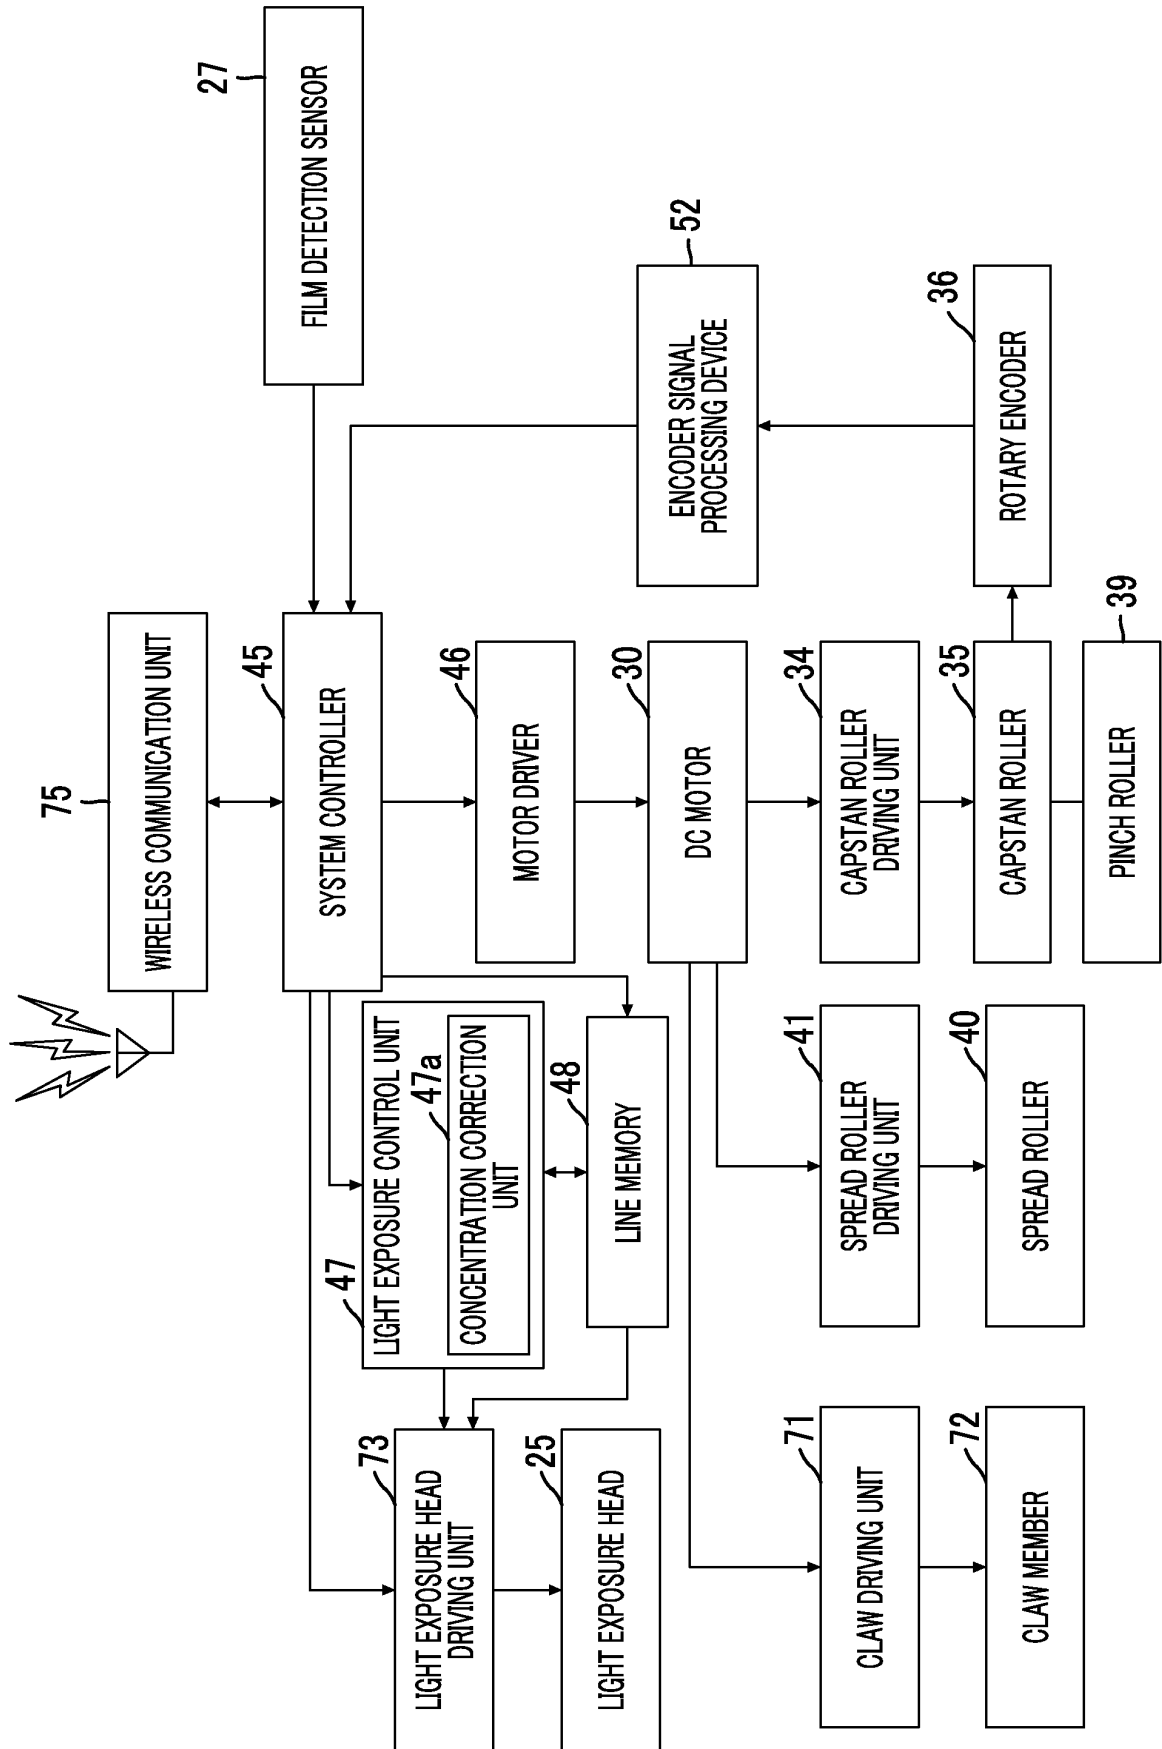 27
FILM DETECTION SENSOR
52
ENCODER SIGNAL
PROCESSING DEVICE
36
ROTARY ENCODER
75
WIRELESS COMMUNICATION UNIT
45
SYSTEM CONTROLLER
46
MOTOR DRIVER
30
DC MOTOR
34
CAPSTAN ROLLER
DRIVING UNIT
35
CAPSTAN ROLLER
39
PINCH ROLLER
47
LIGHT EXPOSURE CONTROL UNIT
47a
CONCENTRATION CORRECTION
UNIT
48
LINE MEMORY
41
SPREAD ROLLER
DRIVING UNIT
40
SPREAD ROLLER
73
LIGHT EXPOSURE HEAD
DRIVING UNIT
25
LIGHT EXPOSURE HEAD
71
CLAW DRIVING UNIT
72
CLAW MEMBER